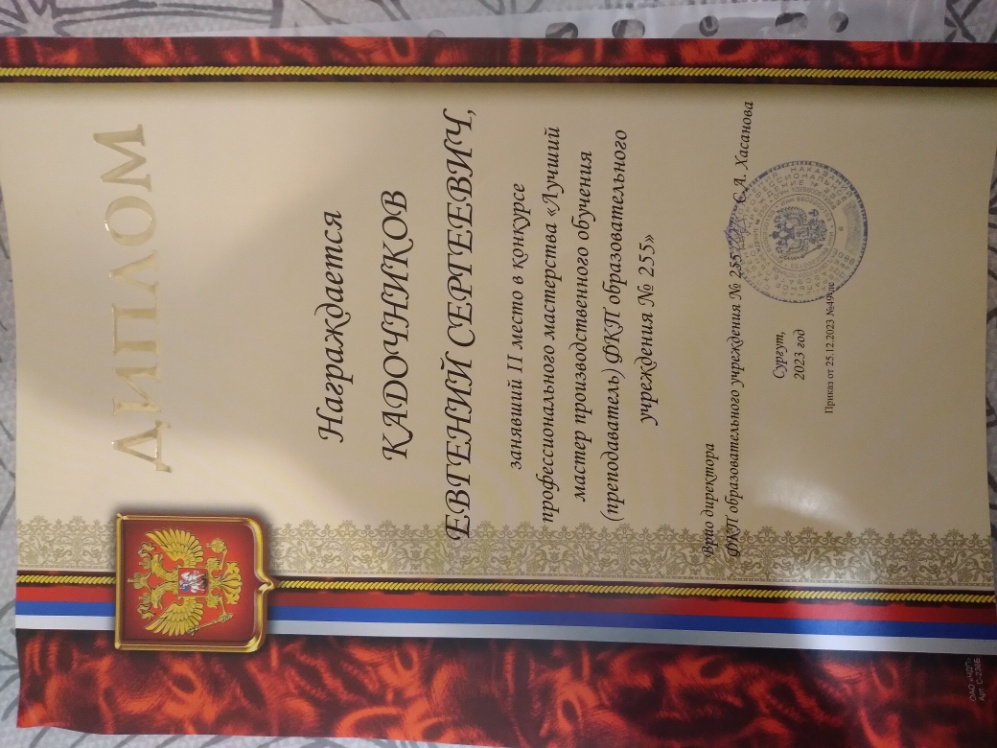 ДИПЛОМ
Награждается
КАДОЧНИКОВ
ЕВГЕНИЙ СЕРГЕЕВИЧ,
занявший II место в конкурсе
профессионального мастерства «Лучший
мастер производственного обучения
(преподаватель) ФКП образовательного
учреждения № 255»
Врио директора
ФКП образовательного учреждения № 255 С.А. Хасанова
Сургут,
2023 год
Приказ от 25.12.2023